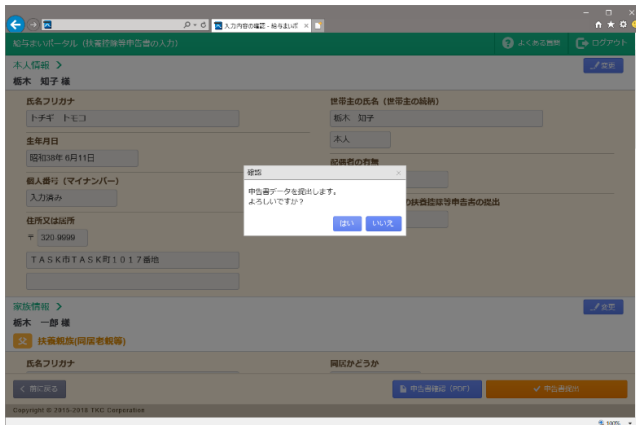 入力内容の確認 - 給与まいポ...
給与まいポータル (扶養控除等申告書の入力)
よくある質問
ログアウト
本人情報
変更
栃木 知子 様
氏名フリガナ
トチギ トモコ
世帯主の氏名 (世帯主の続柄)
栃木 知子
本人
生年月日
昭和38年 6月11日
配偶者の有無
個人番号 (マイナンバー)
入力済み
の扶養控除等申告書の提出
住所又は居所
〒 320-9999
TASK市TASK町1017番地
確認
申告書データを提出します。
よろしいですか?
はい
いいえ
家族情報
変更
栃木 一郎 様
父
扶養親族(同居老親等)
氏名フリガナ
同居かどうか
前に戻る
申告書確認 (PDF)
申告書提出
Copyright © 2015-2018 TKC Corporation
100%